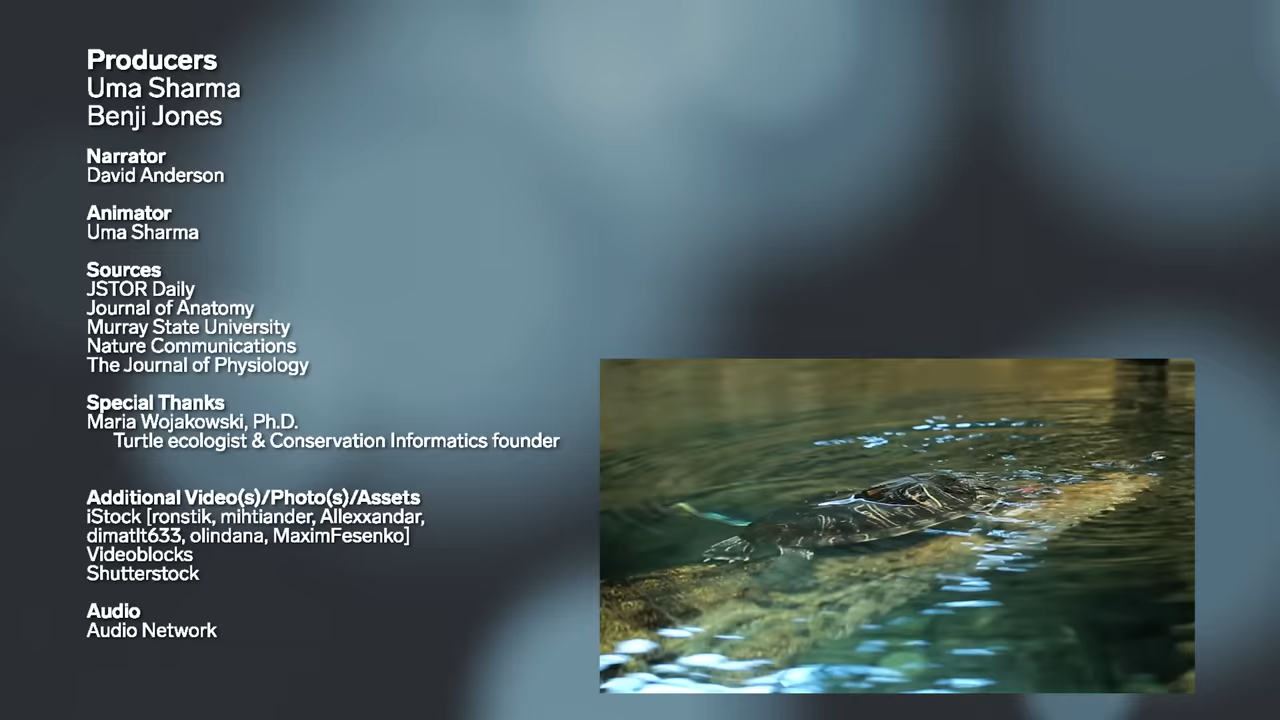 Producers
Uma Sharma
Benji Jones
Narrator
David Anderson
Animator
Uma Sharma
Sources
JSTOR Daily
Journal of Anatomy
Murray State University
Nature Communications
The Journal of Physiology
Special Thanks
Maria Wojakowski, Ph.D.
Turtle ecologist & Conservation Informatics founder
Additional Video(s)/Photo(s)/Assets
iStock [ronstik, mihtiander, Allexxandar,
dimatlt633, olindana, MaximFesenko]
Videoblocks
Shutterstock
Audio
Audio Network